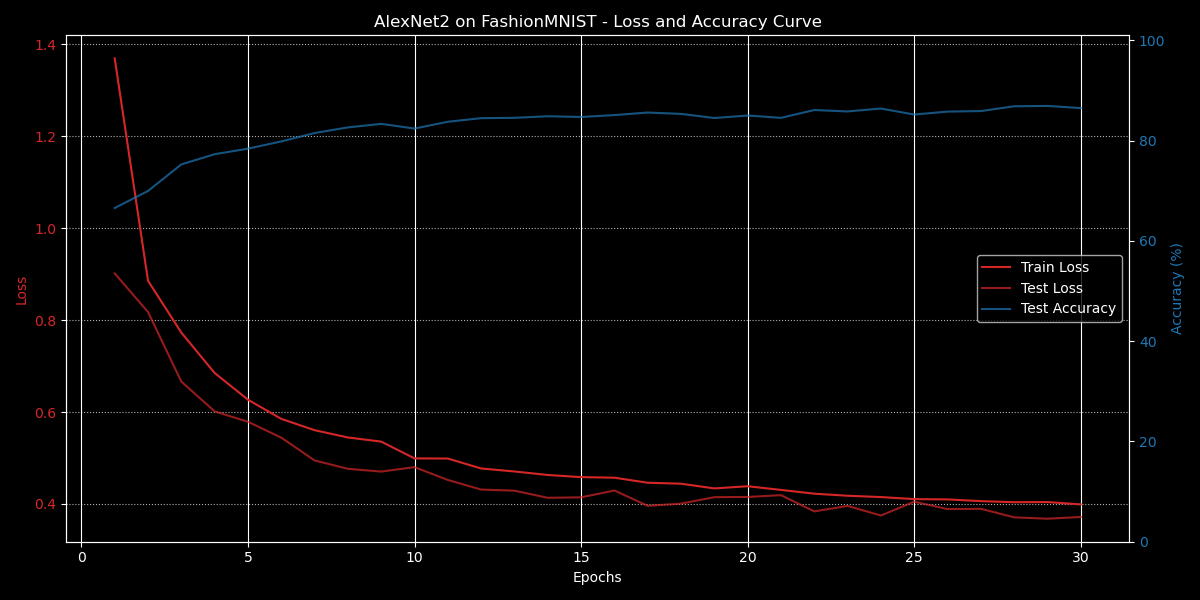 AlexNet2 on FashionMNIST - Loss and Accuracy Curve
1.4
1.2
1.0
0.8
0.6
0.4
Loss
100
80
60
40
20
0
Accuracy (%)
Train Loss
Test Loss
Test Accuracy
0 5 10 15 20 25 30
Epochs